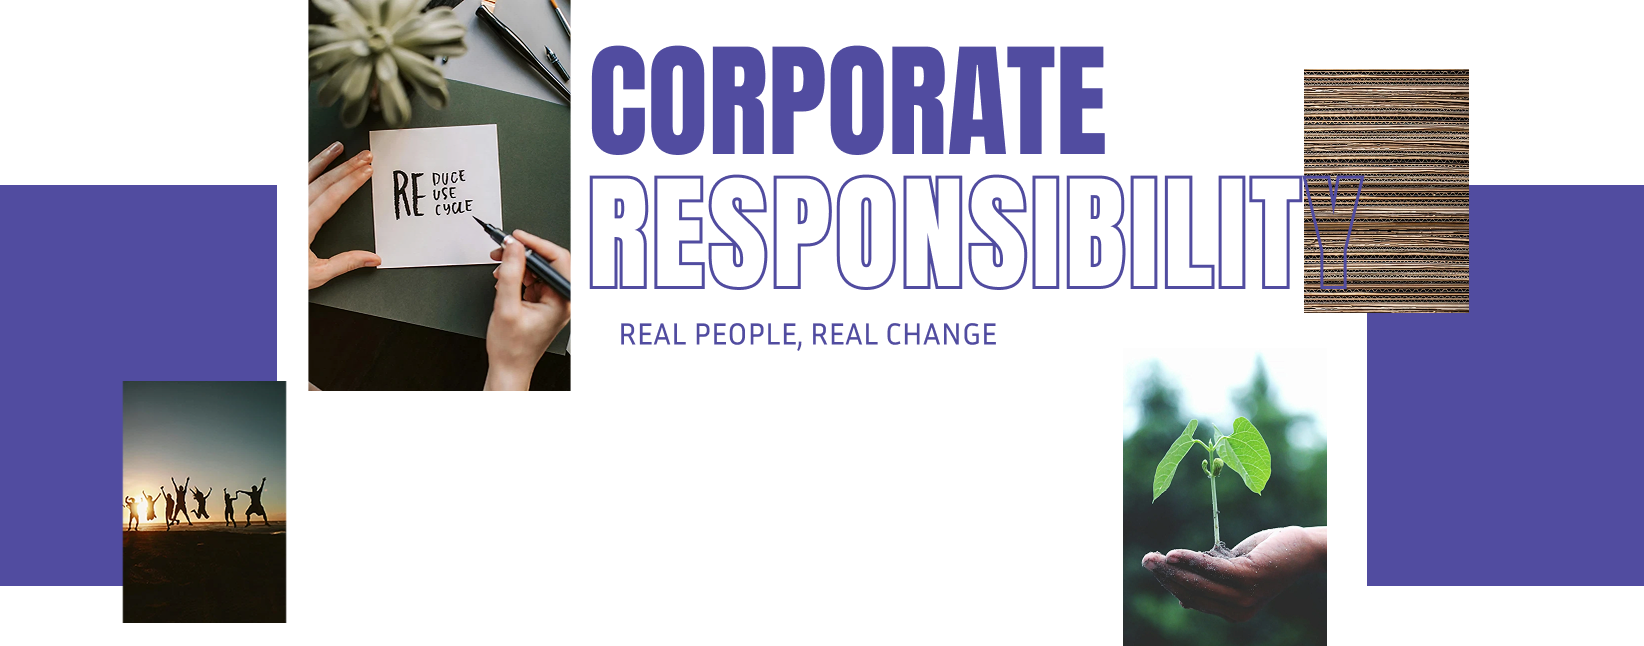 CORPORATE
RESPONSIBILITY
REAL PEOPLE, REAL CHANGE
RE DUCE
USE
CYCLE